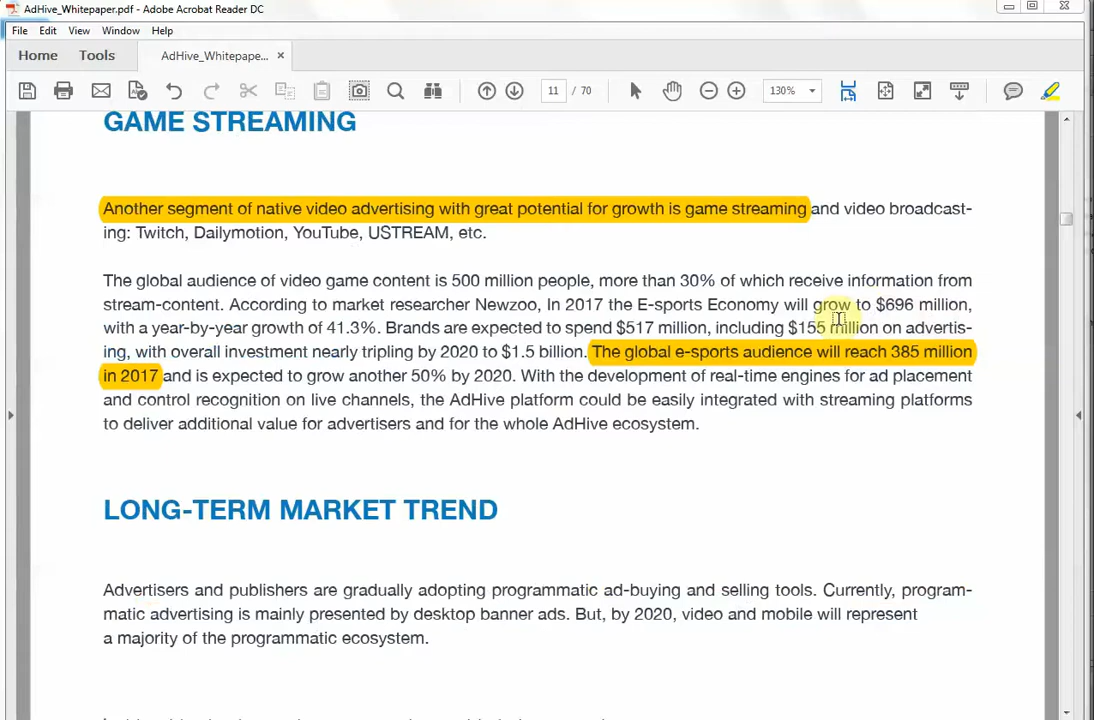 AdHive_Whitepaper.pdf - Adobe Acrobat Reader DC
File Edit View Window Help
Home Tools AdHive_Whitepape... ×
11 / 70 130%
GAME STREAMING
Another segment of native video advertising with great potential for growth is game streaming and video broadcast-
ing: Twitch, Dailymotion, YouTube, USTREAM, etc.
The global audience of video game content is 500 million people, more than 30% of which receive information from
stream-content. According to market researcher Newzoo, In 2017 the E-sports Economy will grow to $696 million,
with a year-by-year growth of 41.3%. Brands are expected to spend $517 million, including $155 million on advertis-
ing, with overall investment nearly tripling by 2020 to $1.5 billion. The global e-sports audience will reach 385 million
in 2017 and is expected to grow another 50% by 2020. With the development of real-time engines for ad placement
and control recognition on live channels, the AdHive platform could be easily integrated with streaming platforms
to deliver additional value for advertisers and for the whole AdHive ecosystem.
LONG-TERM MARKET TREND
Advertisers and publishers are gradually adopting programmatic ad-buying and selling tools. Currently, program-
matic advertising is mainly presented by desktop banner ads. But, by 2020, video and mobile will represent
a majority of the programmatic ecosystem.